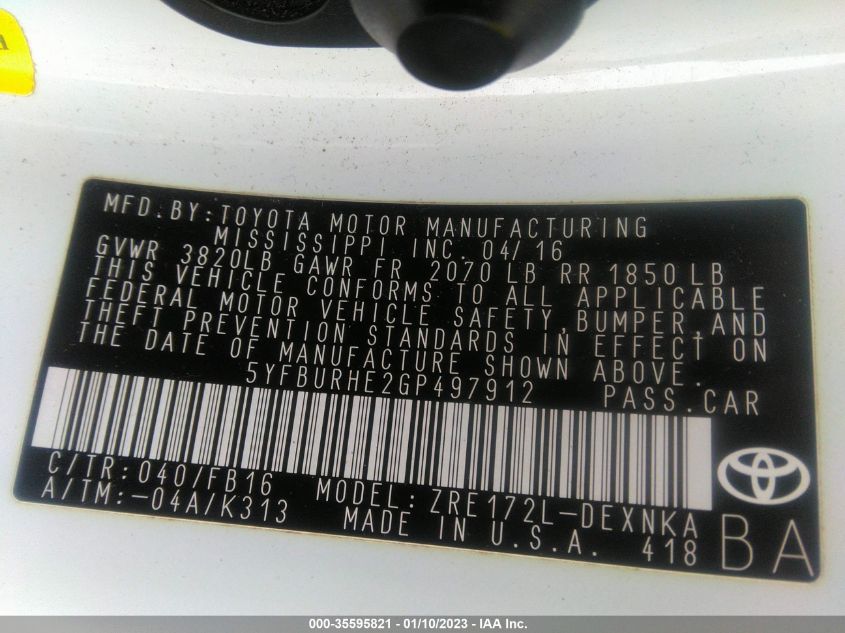 MFD.BY:TOYOTA MOTOR MANUFACTURING
MISSISSIPPI INC. 04/16
GVWR 3820LB GAWR FR 2070 LB RR 1850 LB
THIS VEHICLE CONFORMS TO ALL APPLICABLE
FEDERAL MOTOR VEHICLE SAFETY,BUMPER,AND
THEFT PREVENTION STANDARDS IN EFFECT ON
THE DATE OF MANUFACTURE SHOWN ABOVE.
5YFBURHE2GP497912 PASS.CAR
C/TR:040/FB16 MODEL:ZRE172L-DEXNKA
A/TM:-04A/K313 MADE IN U.S.A. 418 BA
000-35595821 - 01/10/2023 - IAA Inc.